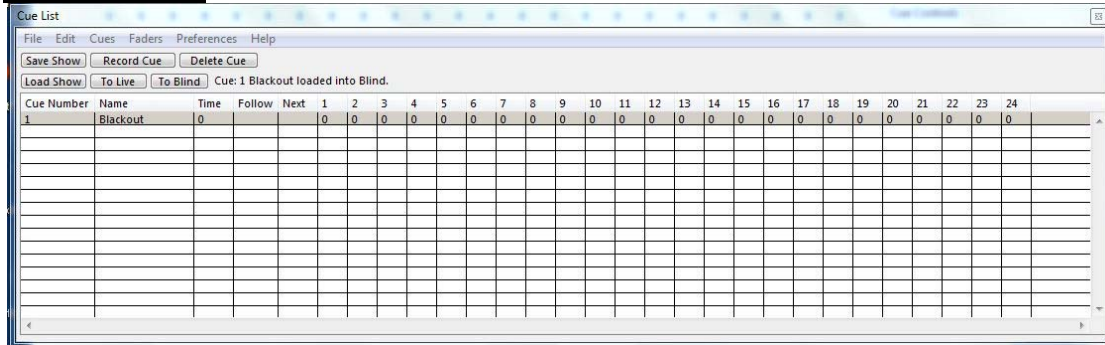 Cue List
File Edit Cues Faders Preferences Help
Save Show Record Cue Delete Cue
Load Show To Live To Blind Cue: 1 Blackout loaded into Blind.
Cue Number Name Time Follow Next 1 2 3 4 5 6 7 8 9 10 11 12 13 14 15 16 17 18 19 20 21 22 23 24
1 Blackout 0 0 0 0 0 0 0 0 0 0 0 0 0 0 0 0 0 0 0 0 0 0 0 0 0